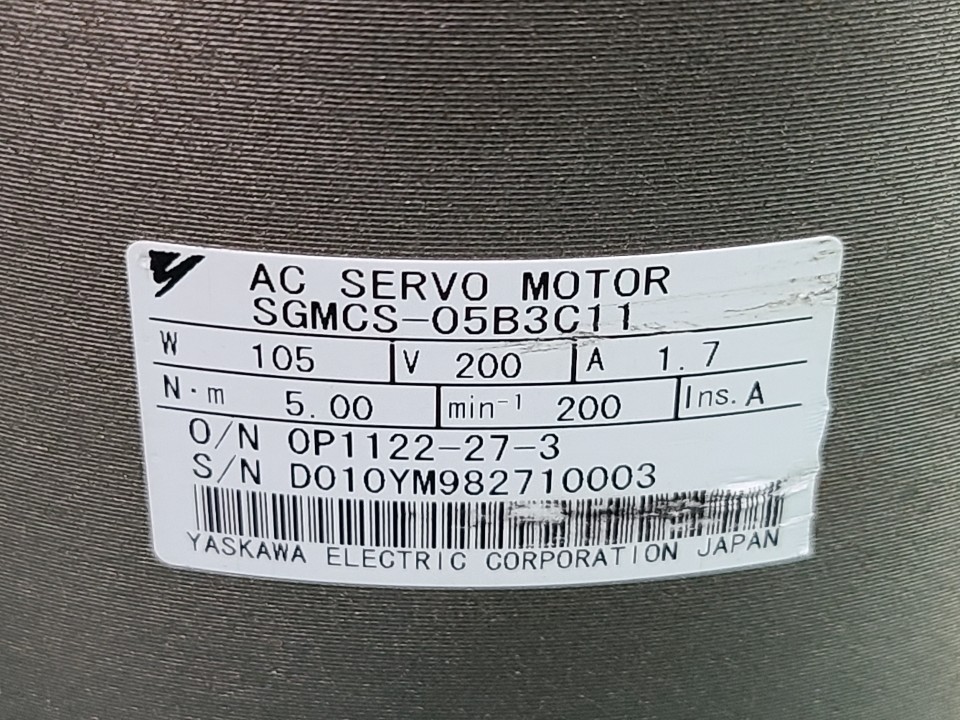 AC SERVO MOTOR
SGMCS-05B3C11
W 105 V 200 A 1.7
N·m 5.00 min⁻¹ 200 Ins. A
O/N OP1122-27-3
S/N D010YM982710003
YASKAWA ELECTRIC CORPORATION JAPAN